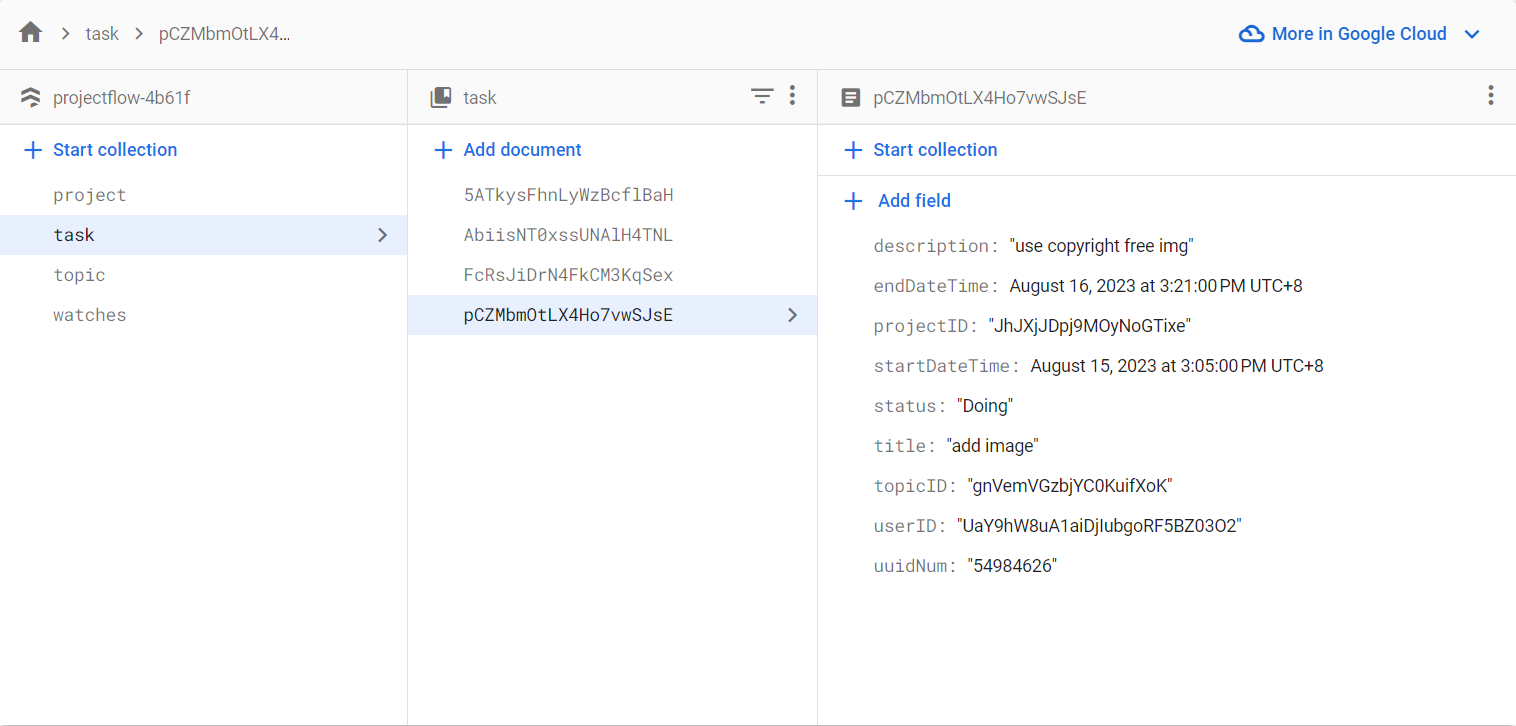 task
pCZMbmOtLX4...
More in Google Cloud
projectflow-4b61f
Start collection
project
task
topic
watches
task
Add document
5ATkysFhnLyWzBcflBaH
AbiisNT0xssUNAlH4TNL
FcRsJiDrN4FkCM3KqSex
pCZMbmOtLX4Ho7vwSJsE
pCZMbmOtLX4Ho7vwSJsE
Start collection
Add field
description: "use copyright free img"
endDateTime: August 16, 2023 at 3:21:00 PM UTC+8
projectID: "JhJXjJDpj9MOyNoGTixe"
startDateTime: August 15, 2023 at 3:05:00 PM UTC+8
status: "Doing"
title: "add image"
topicID: "gnVemVGzbjYC0KuifXoK"
userID: "UaY9hW8uA1aiDjIubgoRF5BZ03O2"
uuidNum: "54984626"